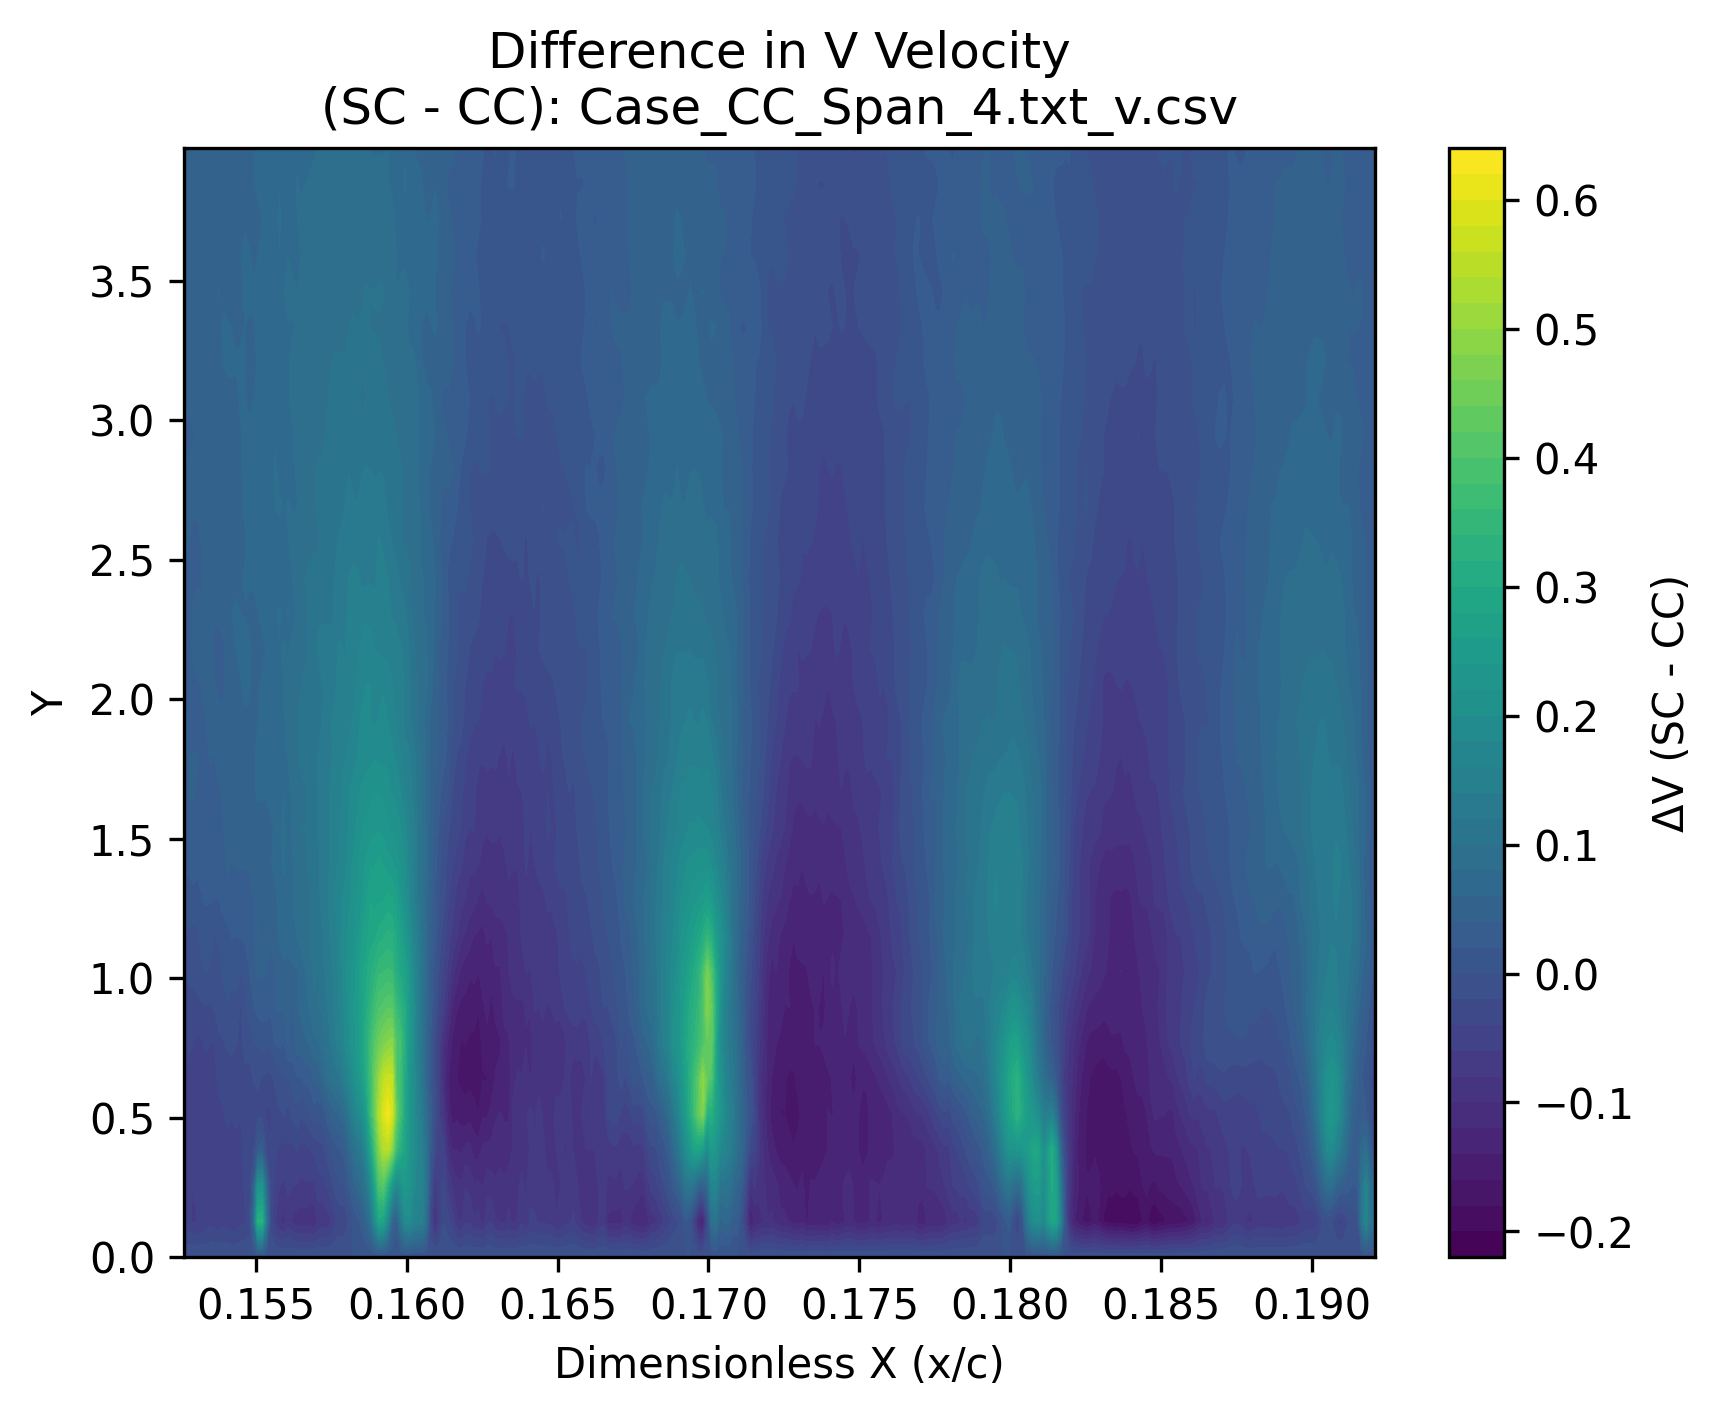 Difference in V Velocity
(SC - CC): Case_CC_Span_4.txt_v.csv
Y
3.5
3.0
2.5
2.0
1.5
1.0
0.5
0.0
0.155 0.160 0.165 0.170 0.175 0.180 0.185 0.190
Dimensionless X (x/c)
0.6
0.5
0.4
0.3
0.2
0.1
0.0
−0.1
−0.2
ΔV (SC - CC)